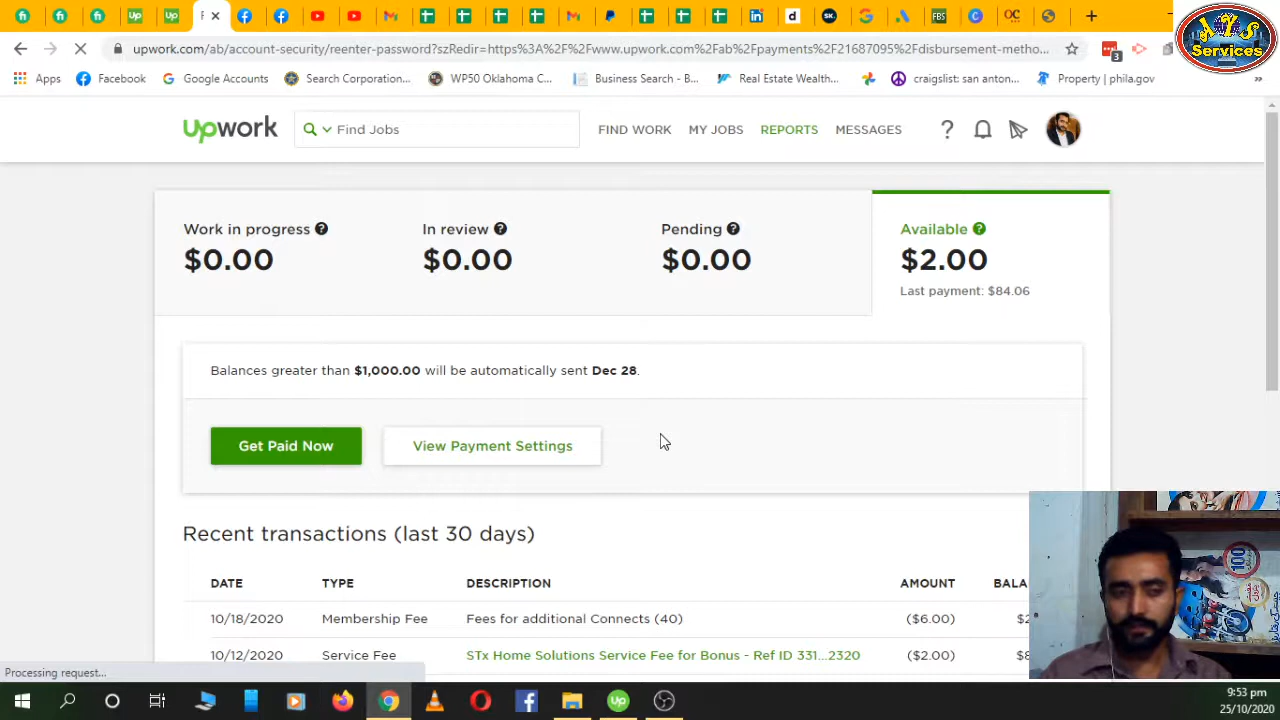 upwork.com/ab/account-security/reenter-password?szRedir=https%3A%2F%2Fwww.upwork.com%2Fab%2Fpayments%2F21687095%2Fdisbursement-metho...
AYS
Services
Apps
Facebook
Google Accounts
Search Corporation...
WP50 Oklahoma C...
Business Search - B...
Real Estate Wealth...
craigslist: san anton...
Property | phila.gov
upwork
Find Jobs
FIND WORK
MY JOBS
REPORTS
MESSAGES
Work in progress
In review
Pending
Available
$0.00
$0.00
$0.00
$2.00
Last payment: $84.06
Balances greater than $1,000.00 will be automatically sent Dec 28.
Get Paid Now
View Payment Settings
Recent transactions (last 30 days)
DATE
TYPE
DESCRIPTION
AMOUNT
BALA
10/18/2020
Membership Fee
Fees for additional Connects (40)
($6.00)
10/12/2020
Service Fee
STx Home Solutions Service Fee for Bonus - Ref ID 331...2320
($2.00)
Processing request...
9:53 pm
25/10/2020